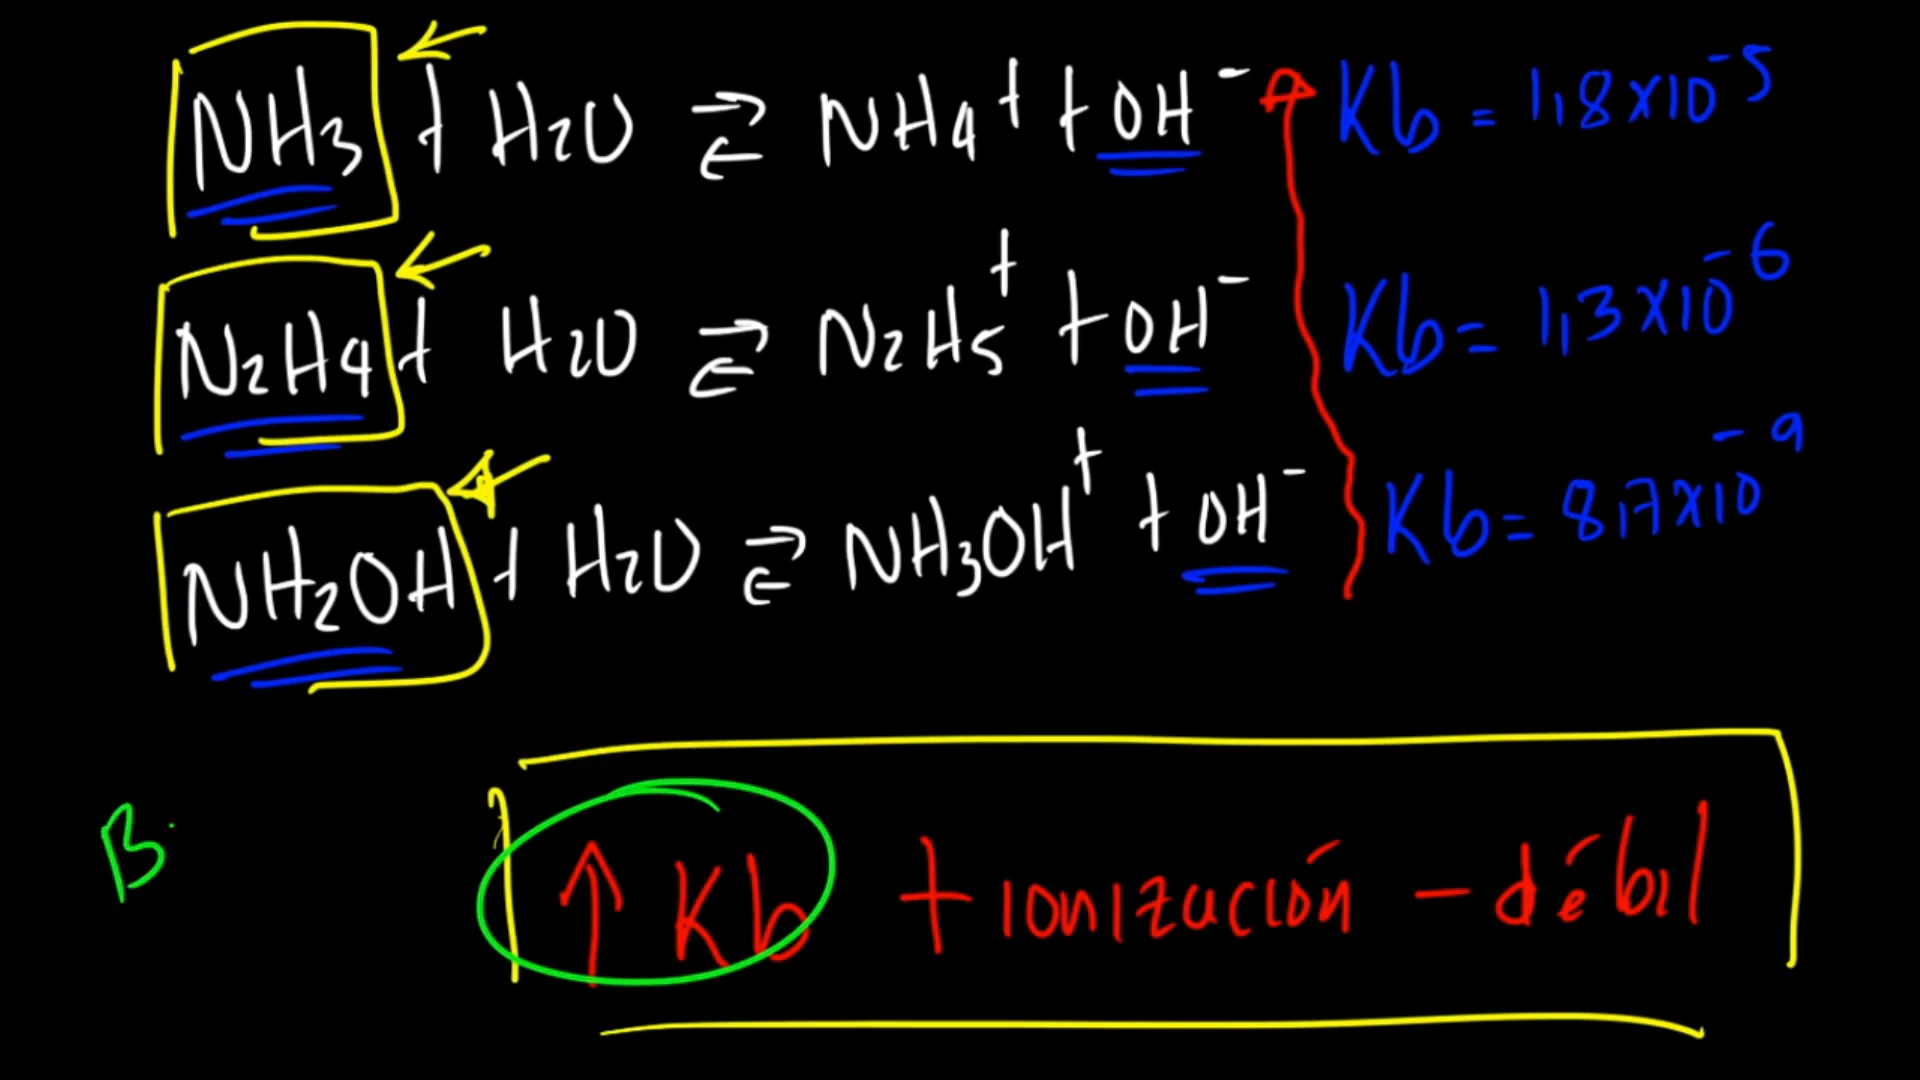 NH3 + H2O ⇄ NH4+ + OH- Kb = 1,8x10-5
N2H4 + H2O ⇄ N2H5+ + OH- Kb = 1,3x10-6
NH2OH + H2O ⇄ NH3OH+ + OH- Kb = 8,7x10-9
B
↑ Kb + ionización - débil